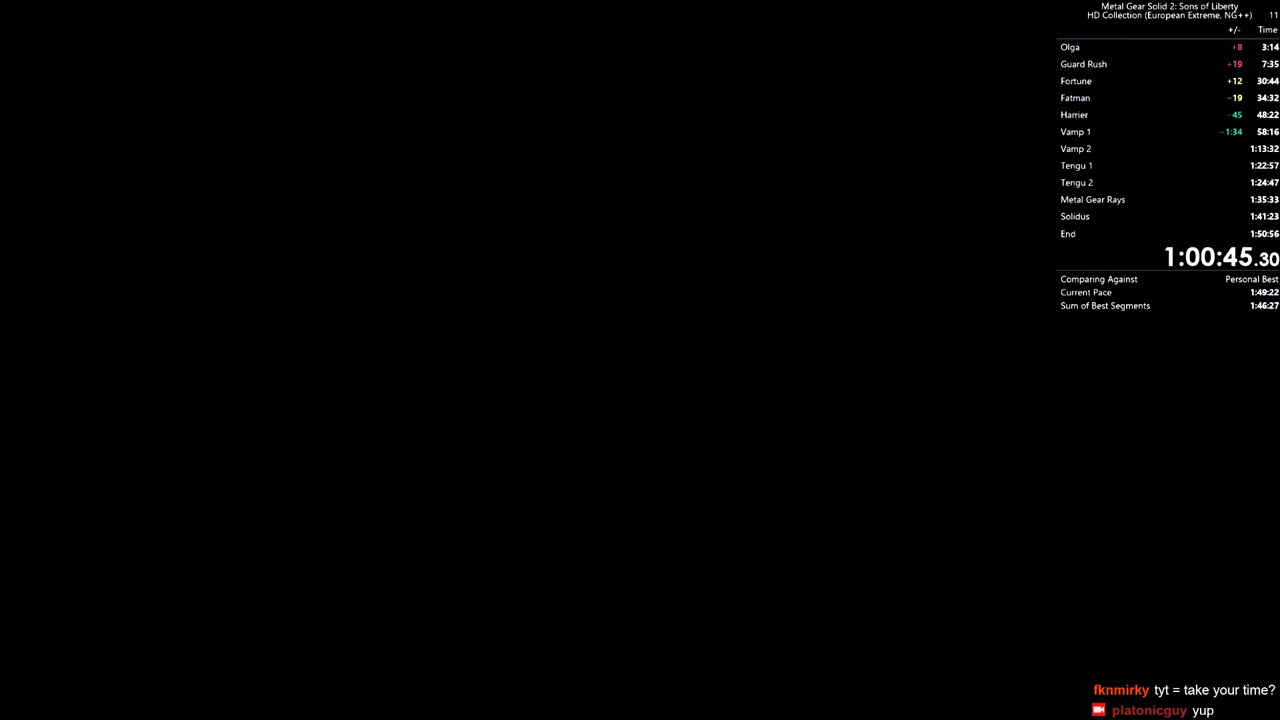 Metal Gear Solid 2: Sons of Liberty
HD Collection (European Extreme, NG++) 11
+/- Time
Olga +8 3:14
Guard Rush +19 7:35
Fortune +12 30:44
Fatman −19 34:32
Harrier −45 48:22
Vamp 1 −1:34 58:16
Vamp 2 1:13:32
Tengu 1 1:22:57
Tengu 2 1:24:47
Metal Gear Rays 1:35:33
Solidus 1:41:23
End 1:50:56
1:00:45.30
Comparing Against Personal Best
Current Pace 1:49:22
Sum of Best Segments 1:46:27
fknmirky tyt = take your time?
platonicguy yup